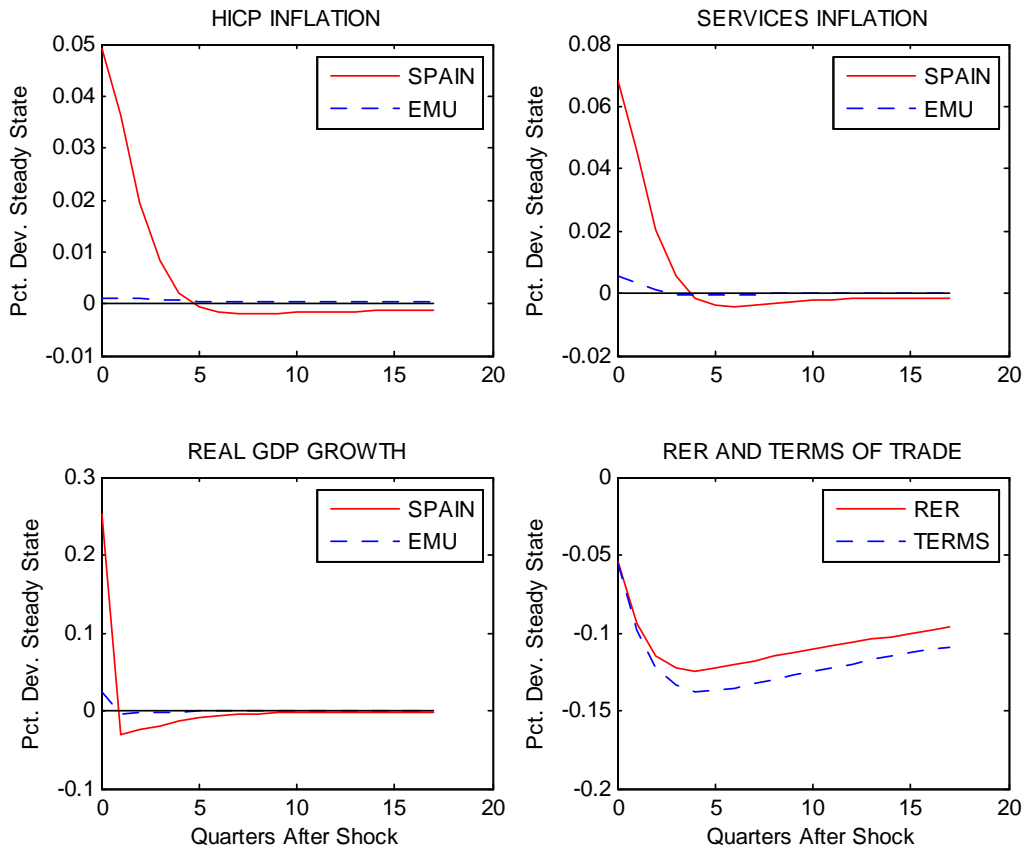 HICP INFLATION
Pct. Dev. Steady State
0.05
0.04
0.03
0.02
0.01
0
-0.01
0
5
10
15
20
SPAIN
EMU
SERVICES INFLATION
Pct. Dev. Steady State
0.08
0.06
0.04
0.02
0
-0.02
0
5
10
15
20
SPAIN
EMU
REAL GDP GROWTH
Pct. Dev. Steady State
0.3
0.2
0.1
0
-0.1
0
5
10
15
20
Quarters After Shock
SPAIN
EMU
RER AND TERMS OF TRADE
Pct. Dev. Steady State
0
-0.05
-0.1
-0.15
-0.2
0
5
10
15
20
Quarters After Shock
RER
TERMS